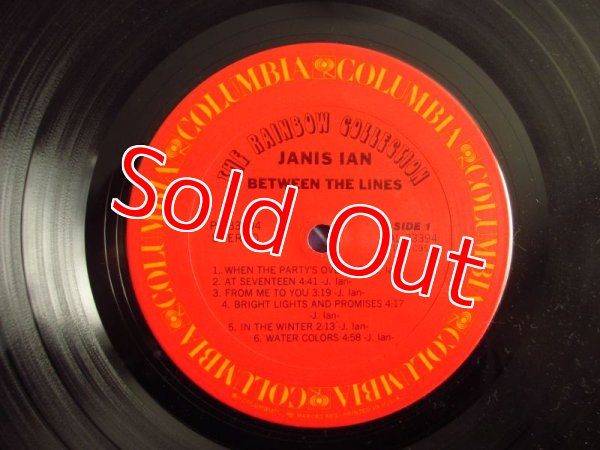 COLUMBIA COLUMBIA COLUMBIA COLUMBIA COLUMBIA COLUMBIA
THE RAINBOW COLLECTION
JANIS IAN
BETWEEN THE LINES
SIDE 1
Sold Out
1. WHEN THE PARTY'S
2. AT SEVENTEEN 4:41 -J. Ian-
3. FROM ME TO YOU 3:19 -J. Ian-
4. BRIGHT LIGHTS AND PROMISES 4:17
-J. Ian-
5. IN THE WINTER 2:13 -J. Ian-
6. WATER COLORS 4:58 -J. Ian-